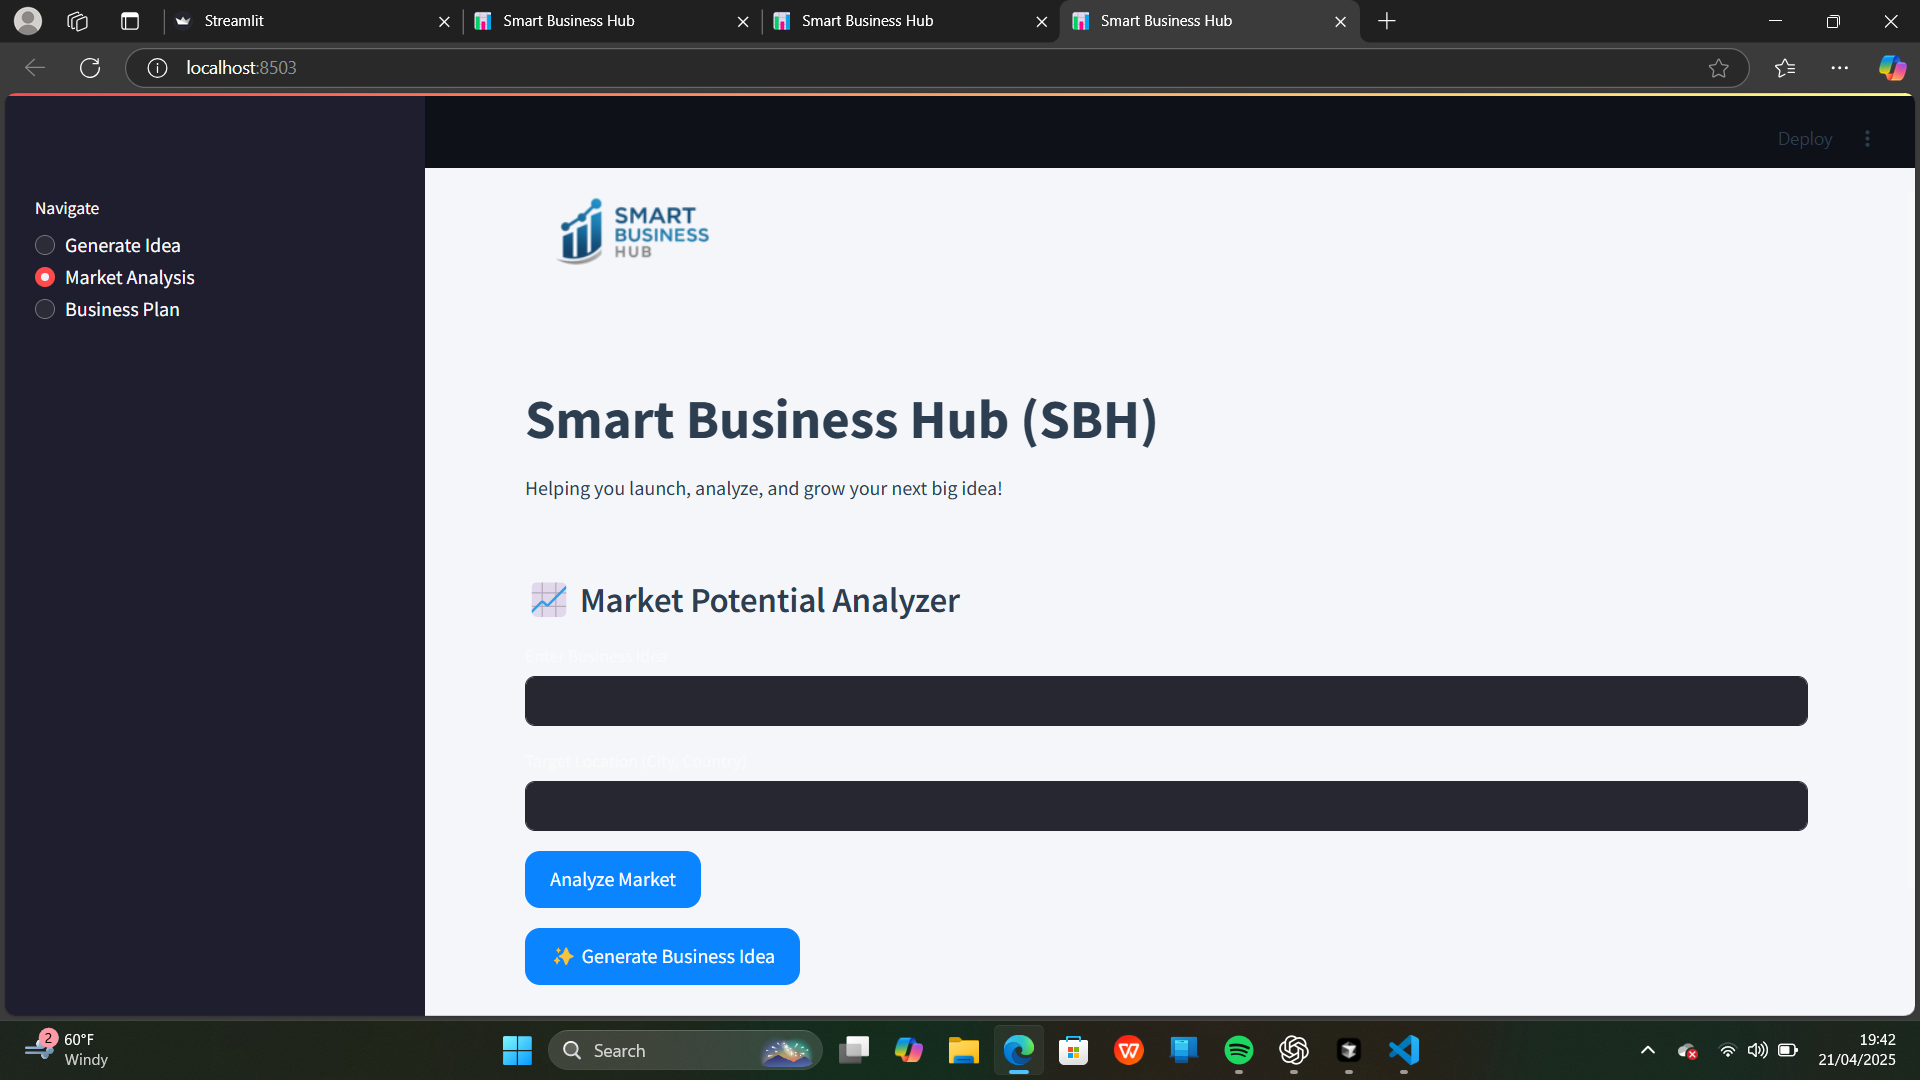 Streamlit
Smart Business Hub
Smart Business Hub
Smart Business Hub
localhost:8503
Deploy
Navigate
Generate Idea
Market Analysis
Business Plan
SMART
BUSINESS
HUB
Smart Business Hub (SBH)
Helping you launch, analyze, and grow your next big idea!
Market Potential Analyzer
Enter Business Idea
Target Location (City, Country)
Analyze Market
✨ Generate Business Idea
2
60°F
Windy
Search
19:42
21/04/2025